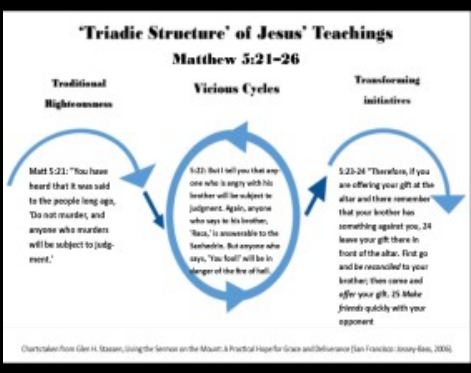 'Triadic Structure' of Jesus' Teachings
Matthew 5:21–26
Traditional
Righteousness
Vicious Cycles
Transforming
initiatives
Matt 5:21: "You have
heard that it was said
to the people long ago,
'Do not murder, and
anyone who murders
will be subject to judg-
ment.'
5:22: But I tell you that any-
one who is angry with his
brother will be subject to
judgment. Again, anyone
who says to his brother,
'Raca,' is answerable to the
Sanhedrin. But anyone who
says, 'You fool!' will be in
danger of the fire of hell.
5:23-24 "Therefore, if you
are offering your gift at the
altar and there remember
that your brother has
something against you, 24
leave your gift there in
front of the altar. First go
and be reconciled to your
brother; then come and
offer your gift. 25 Make
friends quickly with your
opponent
Charts taken from Glen H. Stassen, Living the Sermon on the Mount: A Practical Hope for Grace and Deliverance (San Francisco: Jossey-Bass, 2006).